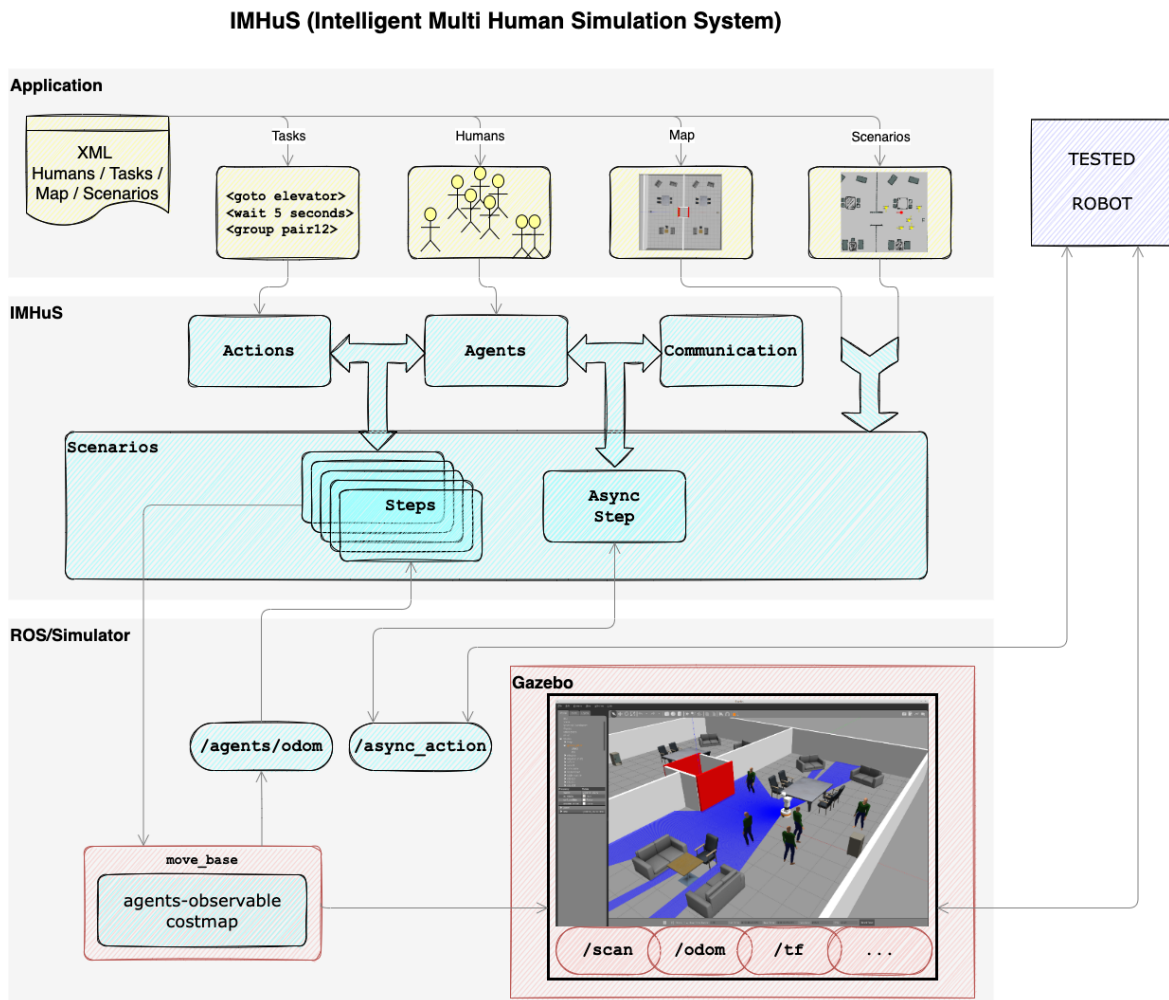 IMHuS (Intelligent Multi Human Simulation System)
Application
XML
Humans / Tasks /
Map / Scenarios
Tasks
Humans
Map
Scenarios
<goto elevator>
<wait 5 seconds>
<group pair12>
TESTED
ROBOT
IMHuS
Actions
Agents
Communication
Scenarios
Steps
Async
Step
ROS/Simulator
Gazebo
/agents/odom
/async_action
move_base
agents-observable
costmap
/scan
/odom
/tf
...